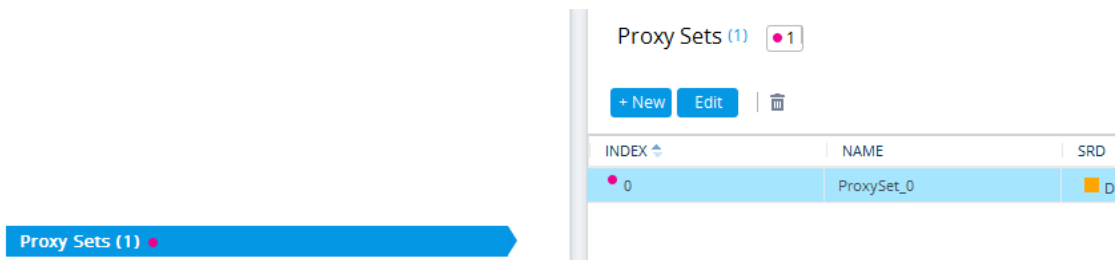 Proxy Sets (1) 1
+ New Edit
INDEX NAME SRD
0 ProxySet_0 D
Proxy Sets (1)